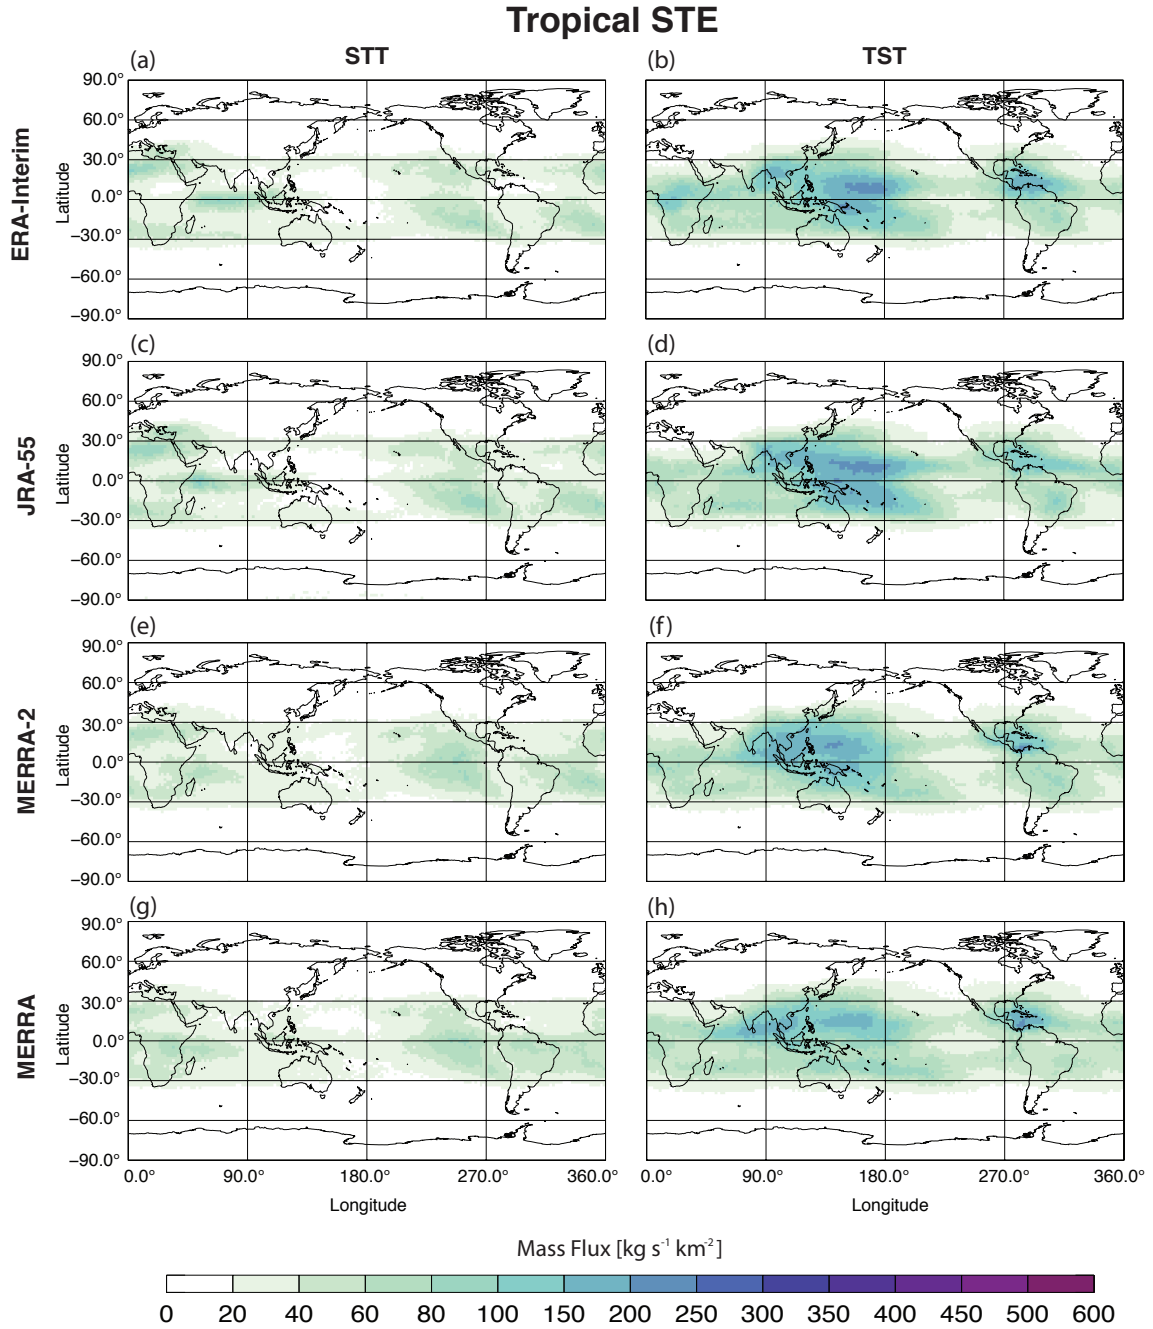 Tropical STE
STT
TST
(a)
(b)
90.0°
60.0°
30.0°
0.0°
−30.0°
−60.0°
−90.0°
Latitude
ERA-Interim
(c)
(d)
90.0°
60.0°
30.0°
0.0°
−30.0°
−60.0°
−90.0°
Latitude
JRA-55
(e)
(f)
90.0°
60.0°
30.0°
0.0°
−30.0°
−60.0°
−90.0°
Latitude
MERRA-2
(g)
(h)
90.0°
60.0°
30.0°
0.0°
−30.0°
−60.0°
−90.0°
Latitude
MERRA
0.0° 90.0° 180.0° 270.0° 360.0°
0.0° 90.0° 180.0° 270.0° 360.0°
Longitude
Longitude
Mass Flux [kg s⁻¹ km⁻²]
0 20 40 60 80 100 150 200 250 300 350 400 450 500 600